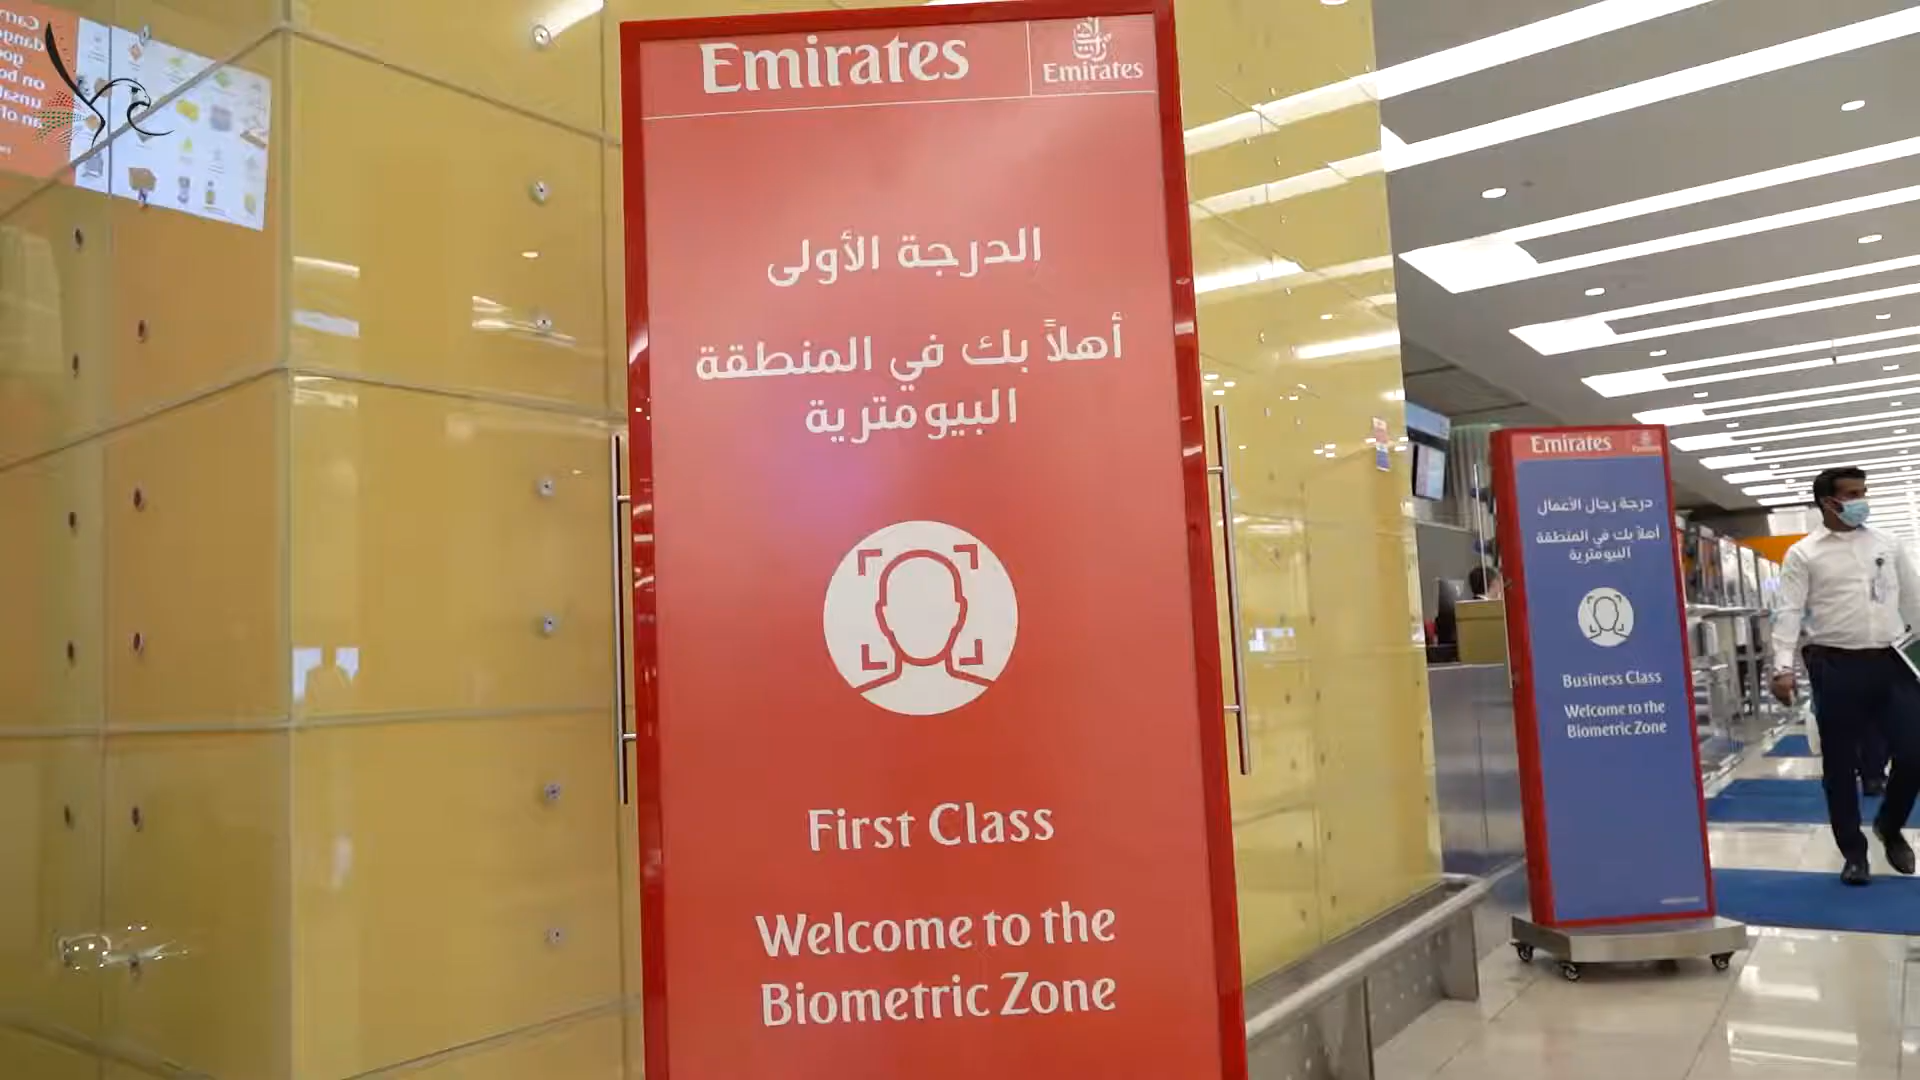 Emirates
Emirates
الدرجة الأولى
أهلاً بك في المنطقة
البيومترية
First Class
Welcome to the
Biometric Zone
Emirates
درجة رجال الأعمال
أهلاً بك في المنطقة
البيومترية
Business Class
Welcome to the
Biometric Zone